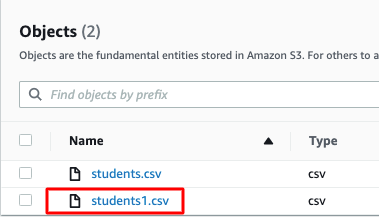 Objects (2)
Objects are the fundamental entities stored in Amazon S3. For others to a
Find objects by prefix
Name Type
students.csv csv
students1.csv csv